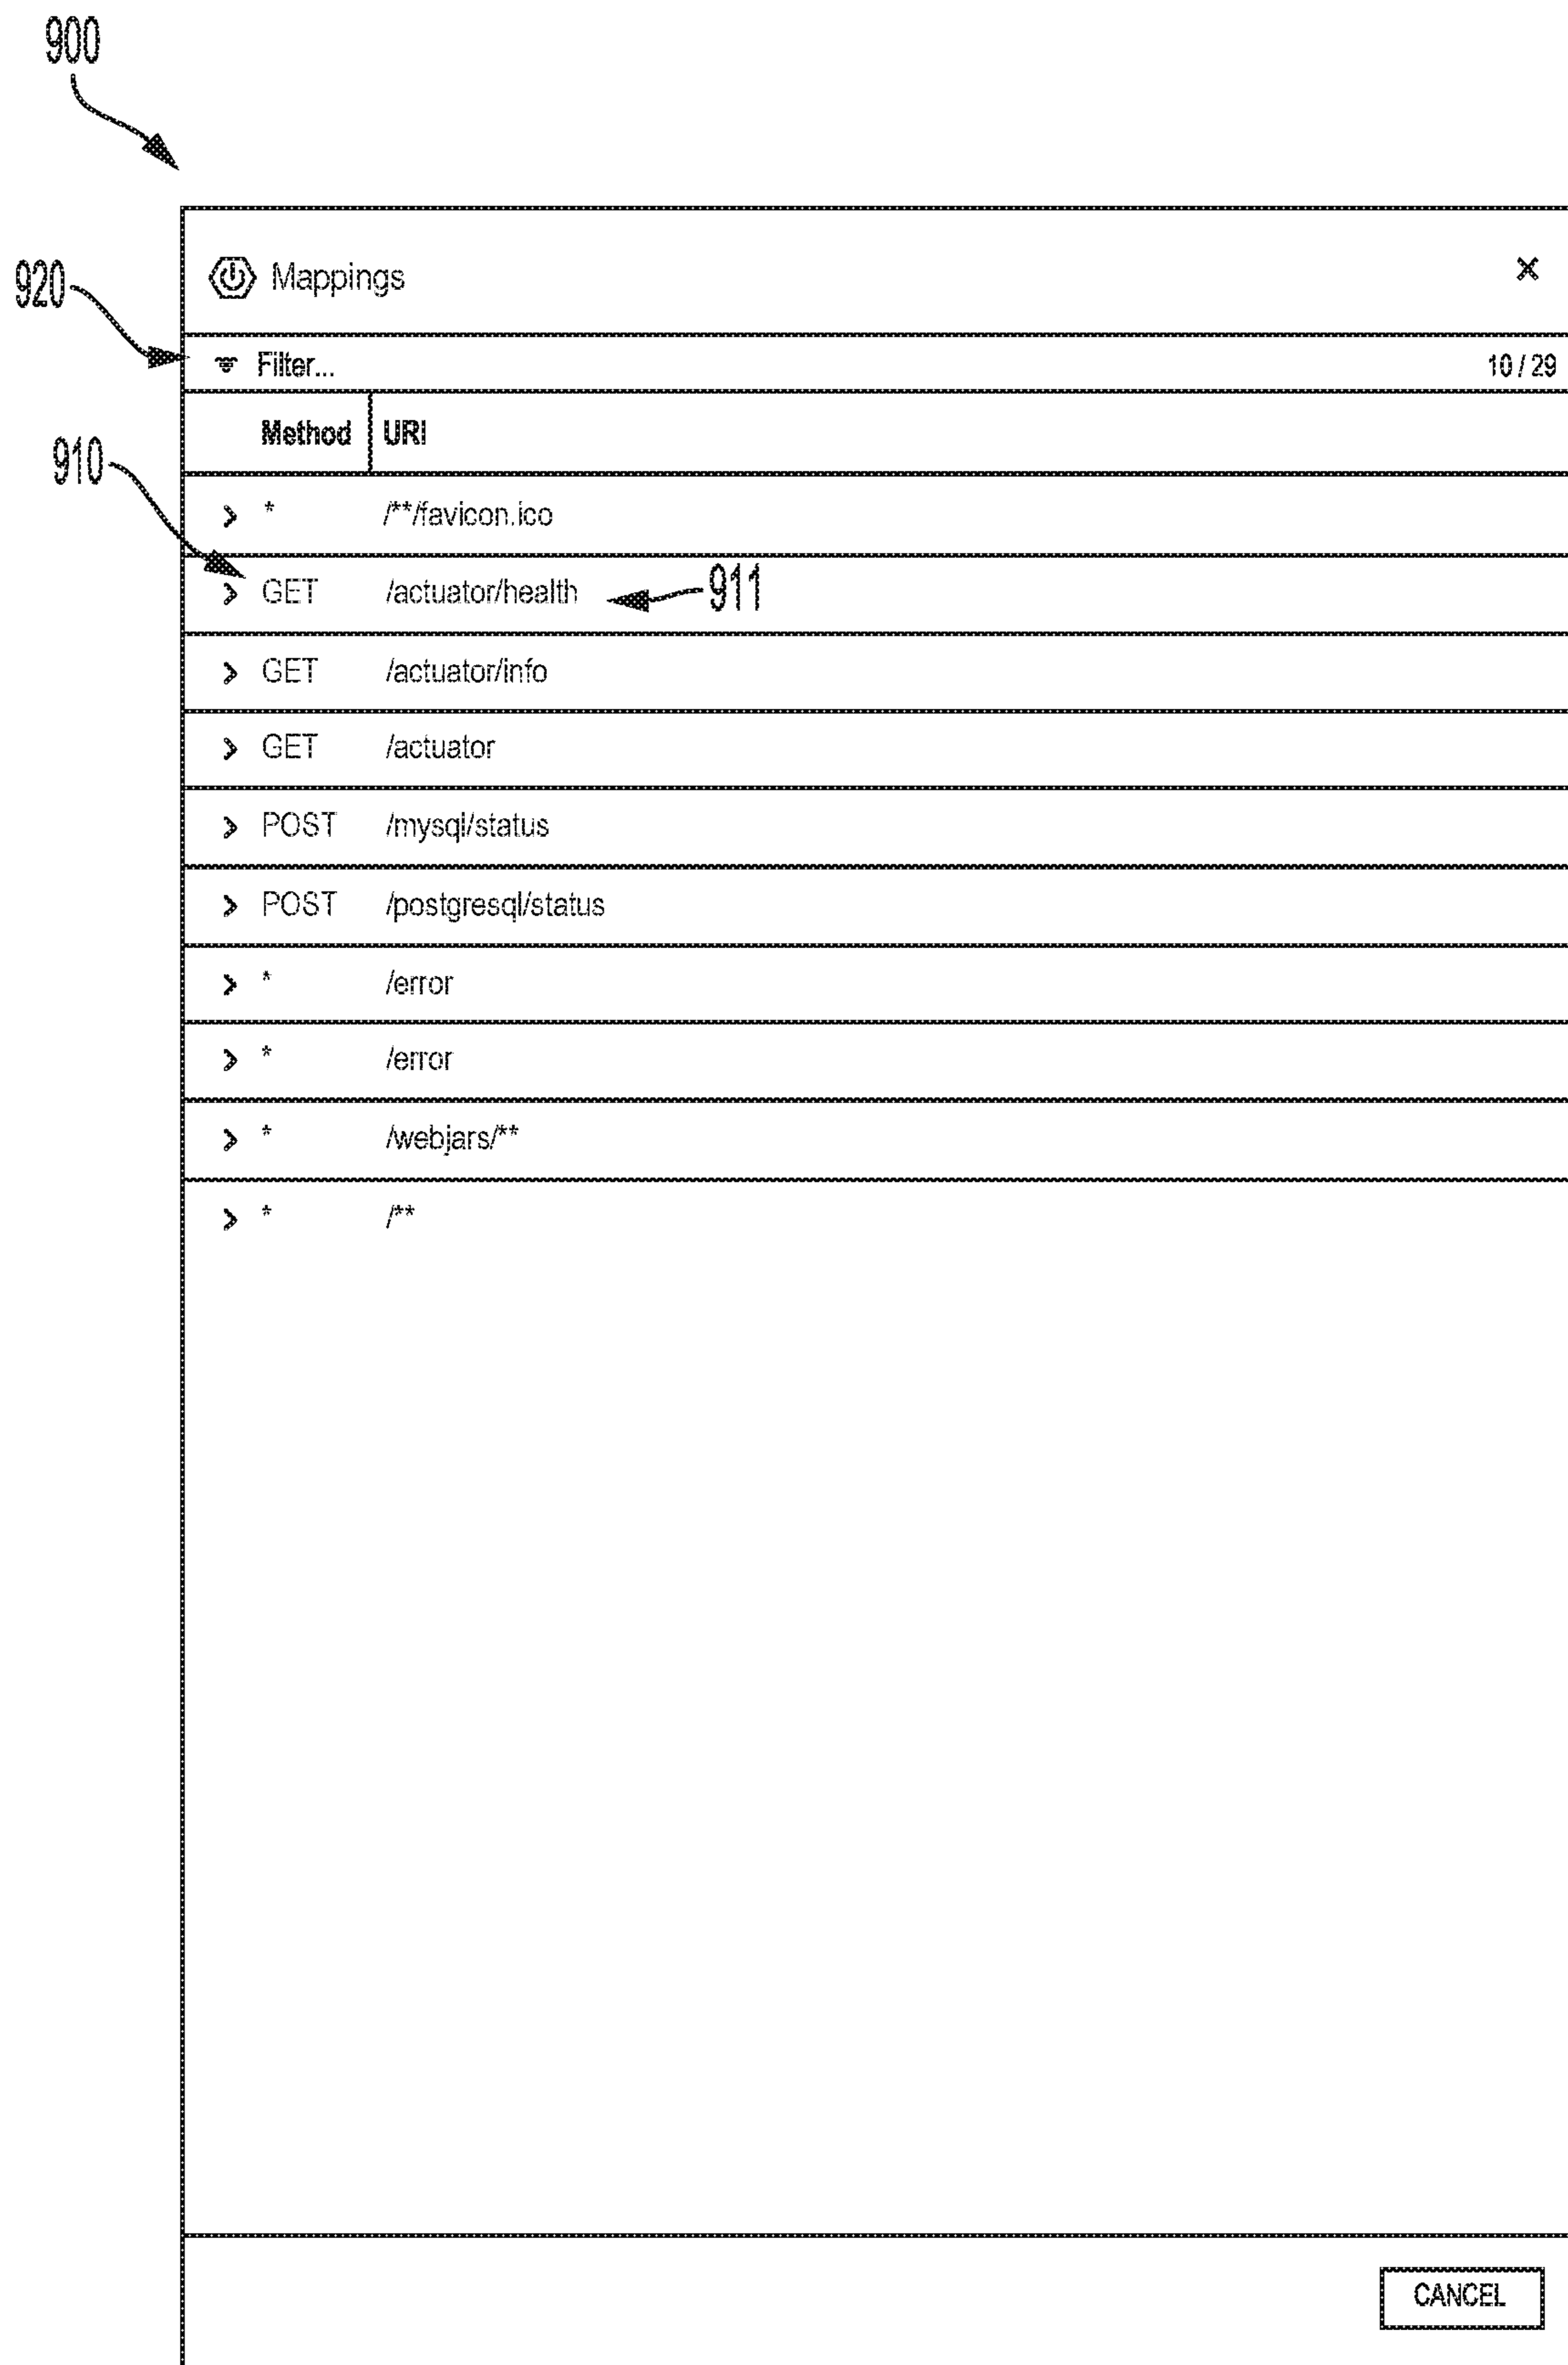 900
Mappings ×
920
Filter... 10 / 29
Method URI
910
> * /**/favicon.ico
> GET /actuator/health 911
> GET /actuator/info
> GET /actuator
> POST /mysql/status
> POST /postgresql/status
> * /error
> * /error
> * /webjars/**
> * /**
CANCEL